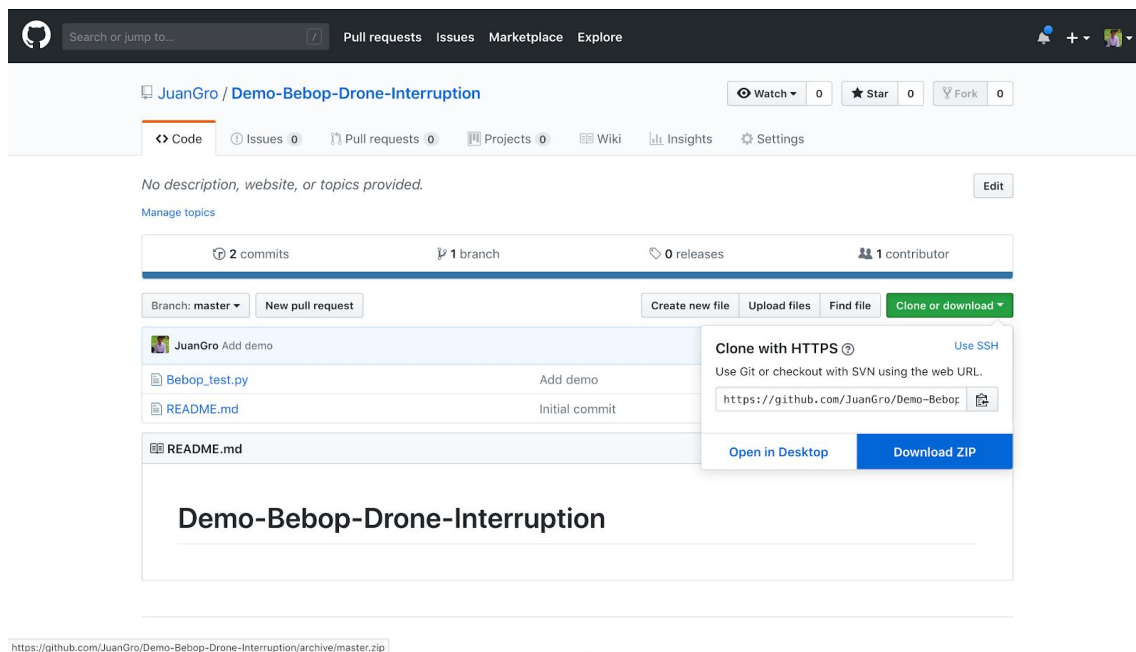 Search or jump to... /
Pull requests Issues Marketplace Explore
JuanGro / Demo-Bebop-Drone-Interruption
Watch 0 Star 0 Fork 0
Code Issues 0 Pull requests 0 Projects 0 Wiki Insights Settings
No description, website, or topics provided.
Edit
Manage topics
2 commits 1 branch 0 releases 1 contributor
Branch: master New pull request Create new file Upload files Find file Clone or download
JuanGro Add demo
Bebop_test.py Add demo
README.md Initial commit
Clone with HTTPS ? Use SSH
Use Git or checkout with SVN using the web URL.
https://github.com/JuanGro/Demo-Bebop
Open in Desktop Download ZIP
README.md
Demo-Bebop-Drone-Interruption
https://github.com/JuanGro/Demo-Bebop-Drone-Interruption/archive/master.zip